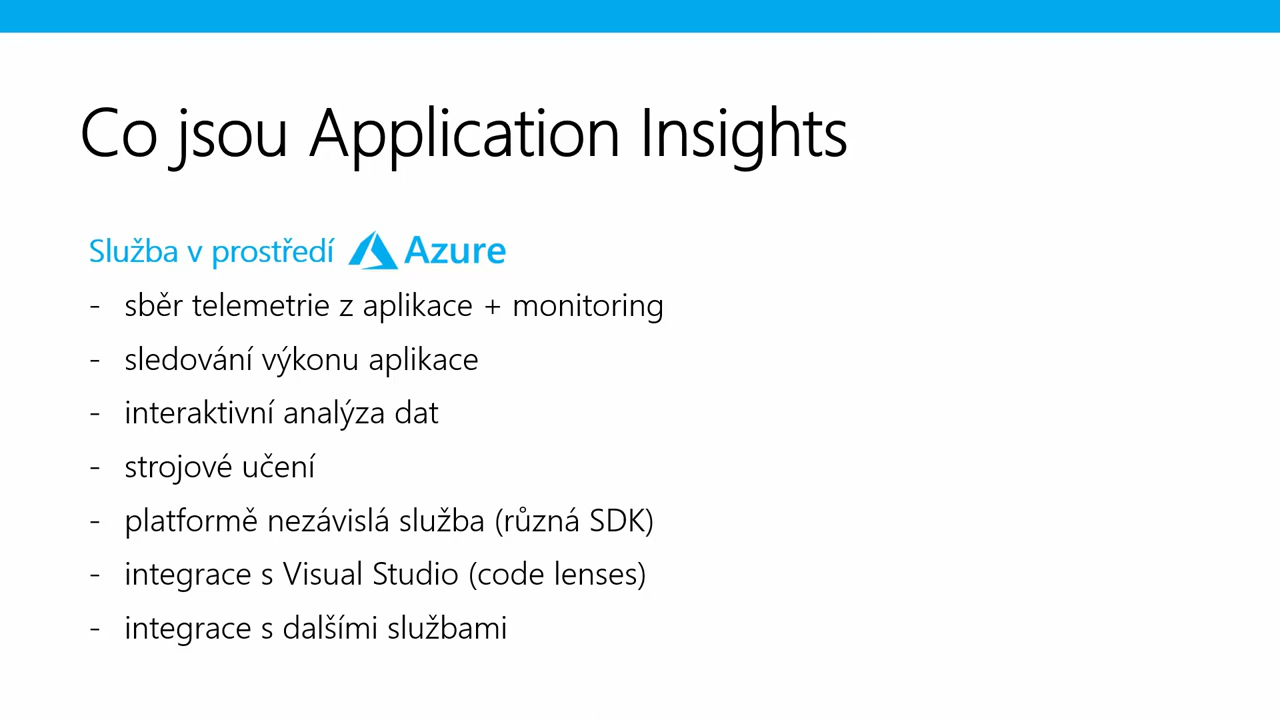 Co jsou Application Insights
Služba v prostředí Azure
- sběr telemetrie z aplikace + monitoring
- sledování výkonu aplikace
- interaktivní analýza dat
- strojové učení
- platformě nezávislá služba (různá SDK)
- integrace s Visual Studio (code lenses)
- integrace s dalšími službami